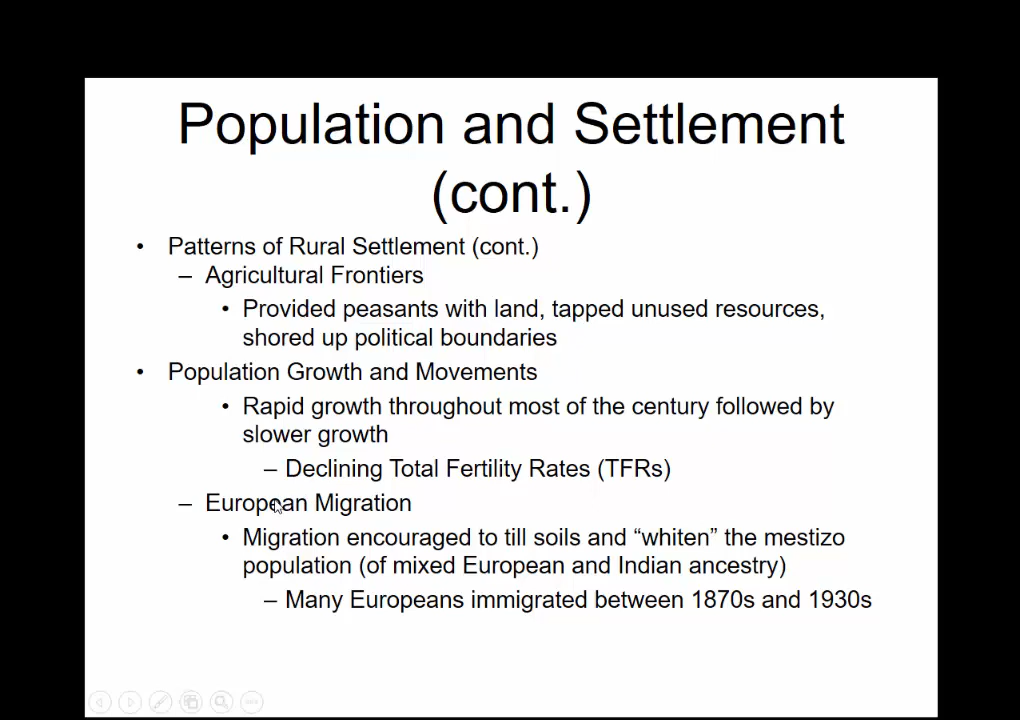 Population and Settlement
(cont.)
• Patterns of Rural Settlement (cont.)
– Agricultural Frontiers
• Provided peasants with land, tapped unused resources,
shored up political boundaries
• Population Growth and Movements
• Rapid growth throughout most of the century followed by
slower growth
– Declining Total Fertility Rates (TFRs)
– European Migration
• Migration encouraged to till soils and “whiten” the mestizo
population (of mixed European and Indian ancestry)
– Many Europeans immigrated between 1870s and 1930s